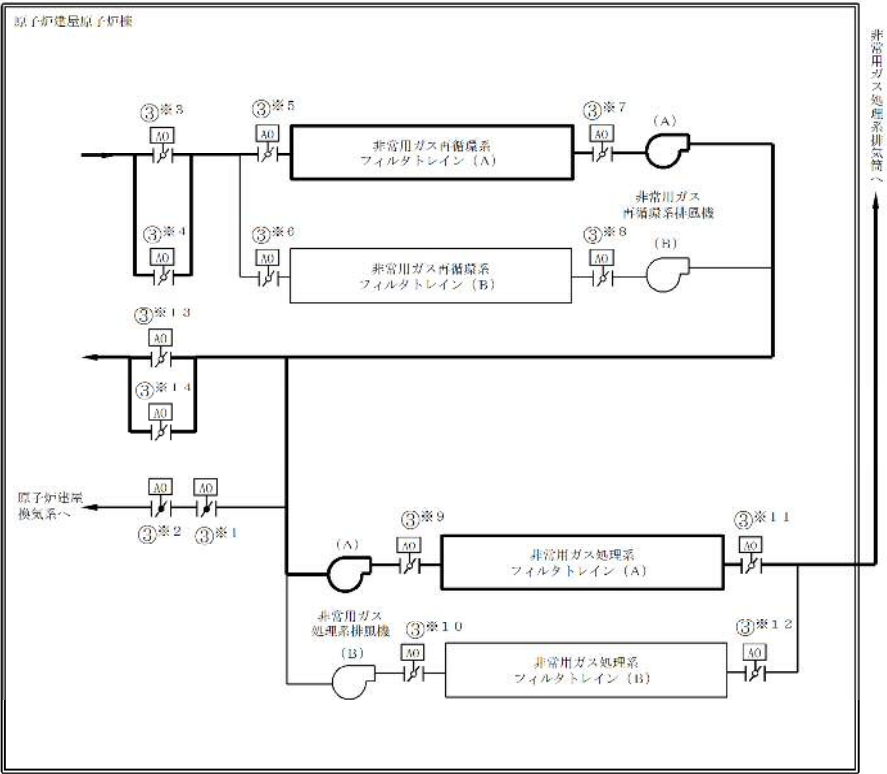 原子炉建屋原子炉棟
非常用ガス処理系排気筒へ
③※3
AO
③※5
AO
非常用ガス再循環系
フィルタトレイン(A)
③※7
AO
(A)
③※4
AO
③※6
AO
非常用ガス再循環系
フィルタトレイン(B)
③※8
AO
非常用ガス
再循環系排風機
(B)
③※13
AO
③※14
AO
原子炉建屋
換気系へ
AO
③※2
AO
③※1
(A)
③※9
AO
非常用ガス処理系
フィルタトレイン(A)
③※11
AO
非常用ガス
処理系排風機
(B)
③※10
AO
非常用ガス処理系
フィルタトレイン(B)
③※12
AO